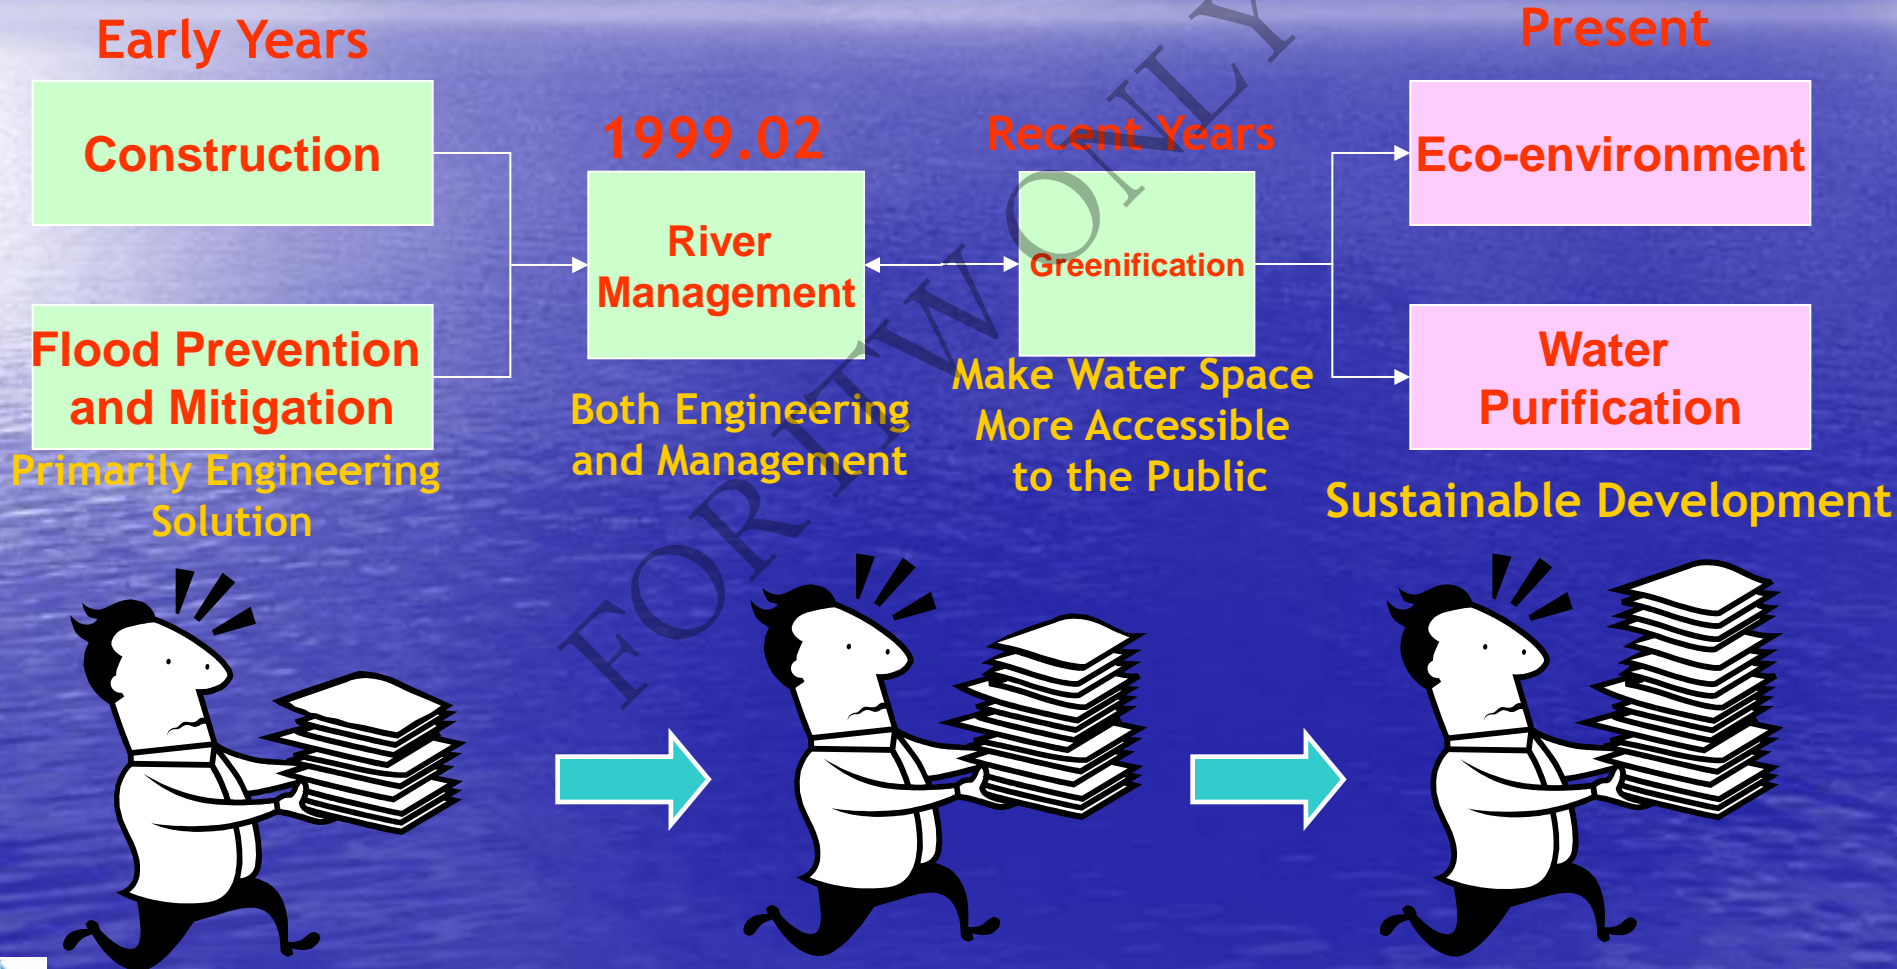 Early Years
Construction
Flood Prevention
and Mitigation
Primarily Engineering
Solution
1999.02
River
Management
Both Engineering
and Management
Recent Years
Greenification
Make Water Space
More Accessible
to the Public
Present
Eco-environment
Water
Purification
Sustainable Development
FOR ITW ONLY